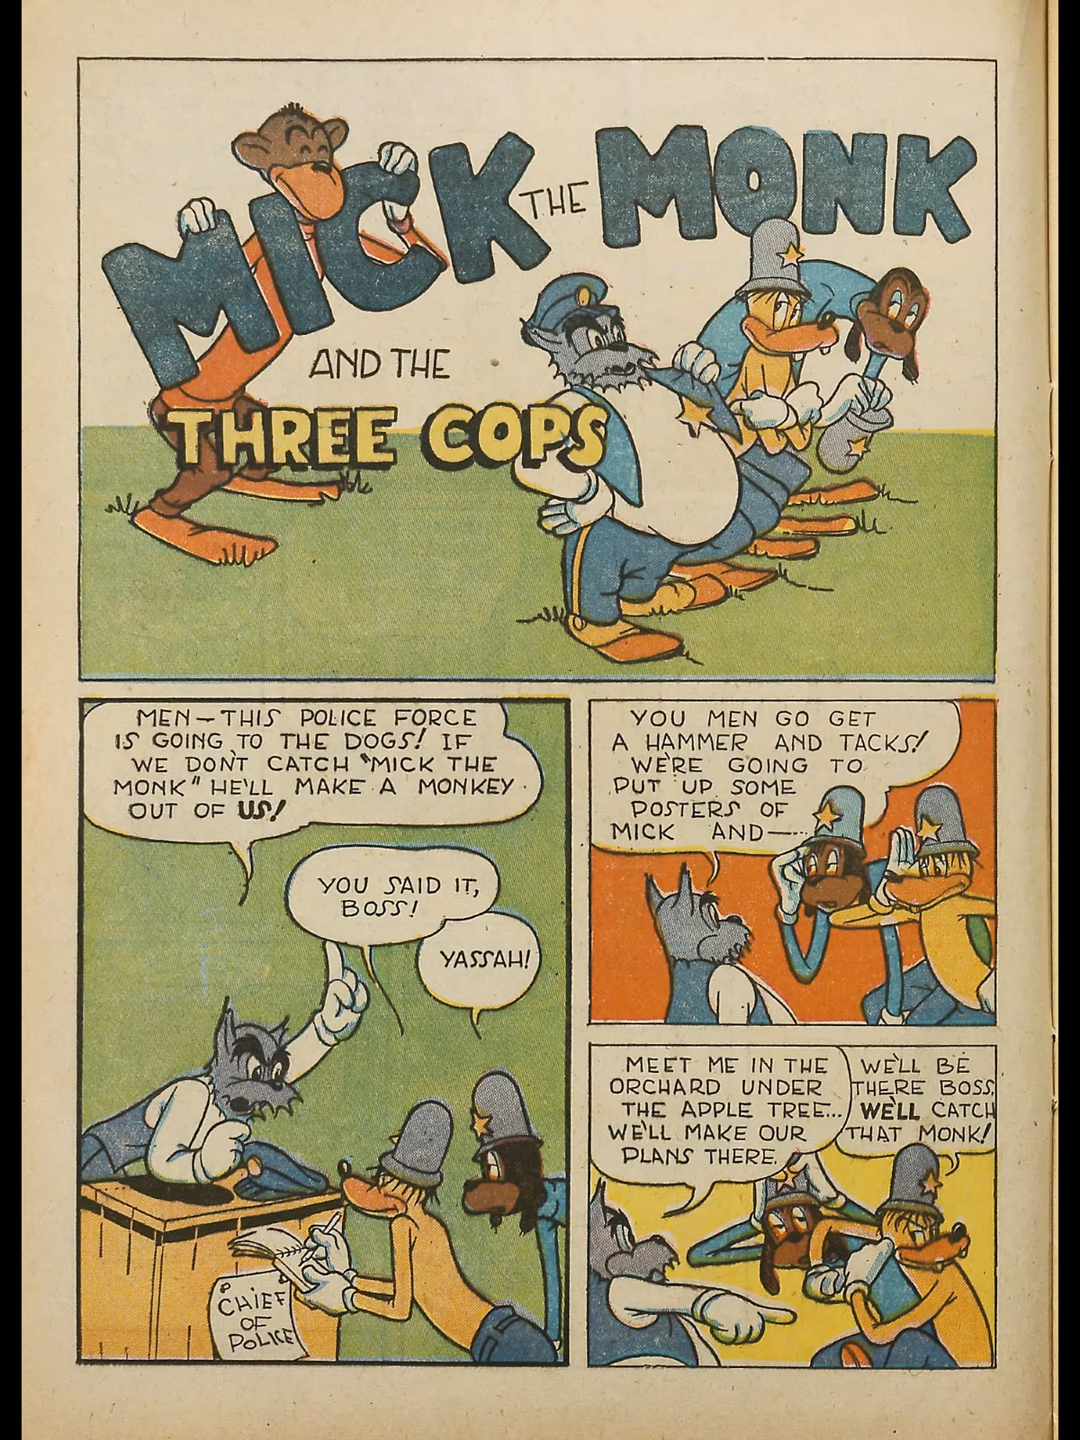 MICK THE MONK
AND THE
THREE COPS
MEN—THIS POLICE FORCE
IS GOING TO THE DOGS! IF
WE DON'T CATCH "MICK THE
MONK" HE'LL MAKE A MONKEY
OUT OF US!
YOU SAID IT,
BOSS!
YASSAH!
CHIEF
OF
POLICE
YOU MEN GO GET
A HAMMER AND TACKS!
WE'RE GOING TO
PUT UP SOME
POSTERS OF
MICK AND—----
MEET ME IN THE
ORCHARD UNDER
THE APPLE TREE...
WE'LL MAKE OUR
PLANS THERE.
WE'LL BE
THERE BOSS.
WE'LL CATCH
THAT MONK!